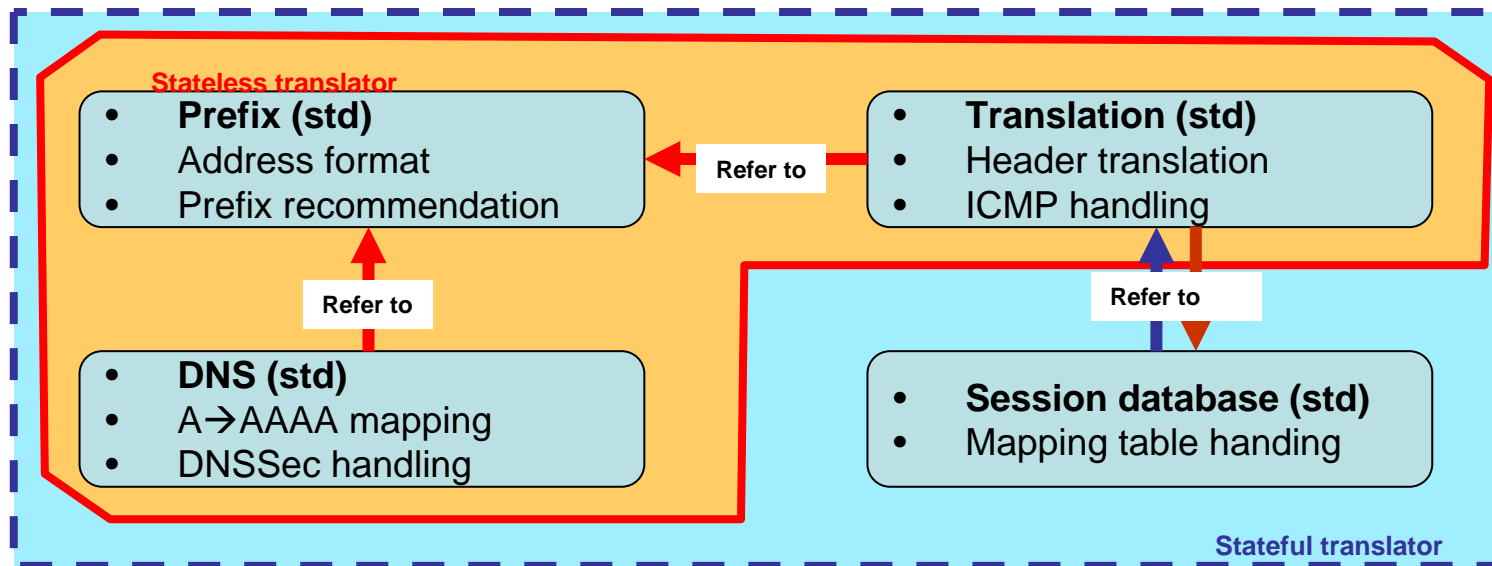 Stateless translator
• Prefix (std)
• Address format
• Prefix recommendation
Refer to
• Translation (std)
• Header translation
• ICMP handling
Refer to
Refer to
• DNS (std)
• A→AAAA mapping
• DNSSec handling
• Session database (std)
• Mapping table handing
Stateful translator